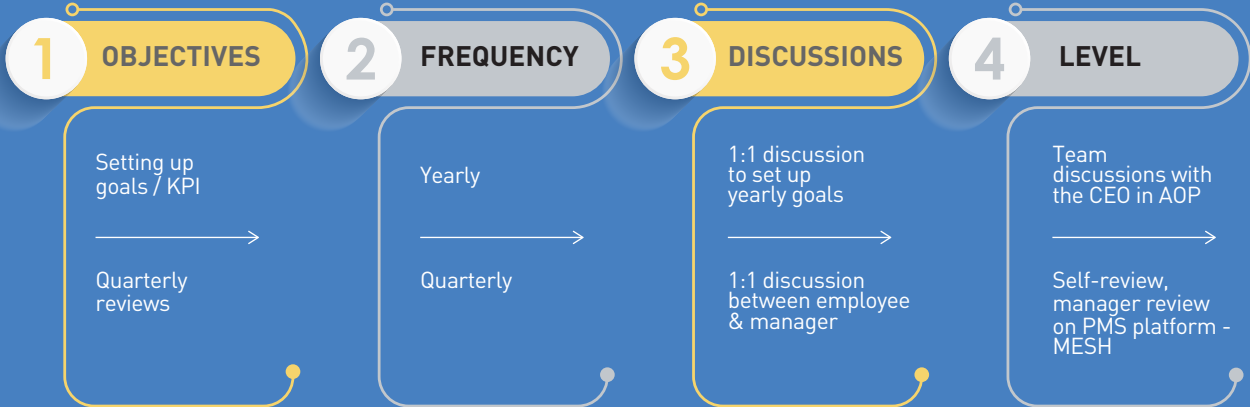 1 OBJECTIVES
Setting up
goals / KPI
Quarterly
reviews
2 FREQUENCY
Yearly
Quarterly
3 DISCUSSIONS
1:1 discussion
to set up
yearly goals
1:1 discussion
between employee
& manager
4 LEVEL
Team
discussions with
the CEO in AOP
Self-review,
manager review
on PMS platform -
MESH